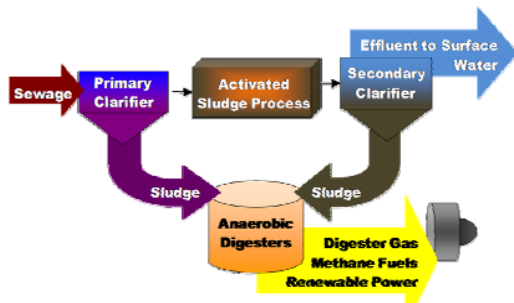 Effluent to Surface
Water
Sewage
Primary
Clarifier
Activated
Sludge Process
Secondary
Clarifier
Sludge
Sludge
Anaerobic
Digesters
Digester Gas
Methane Fuels
Renewable Power